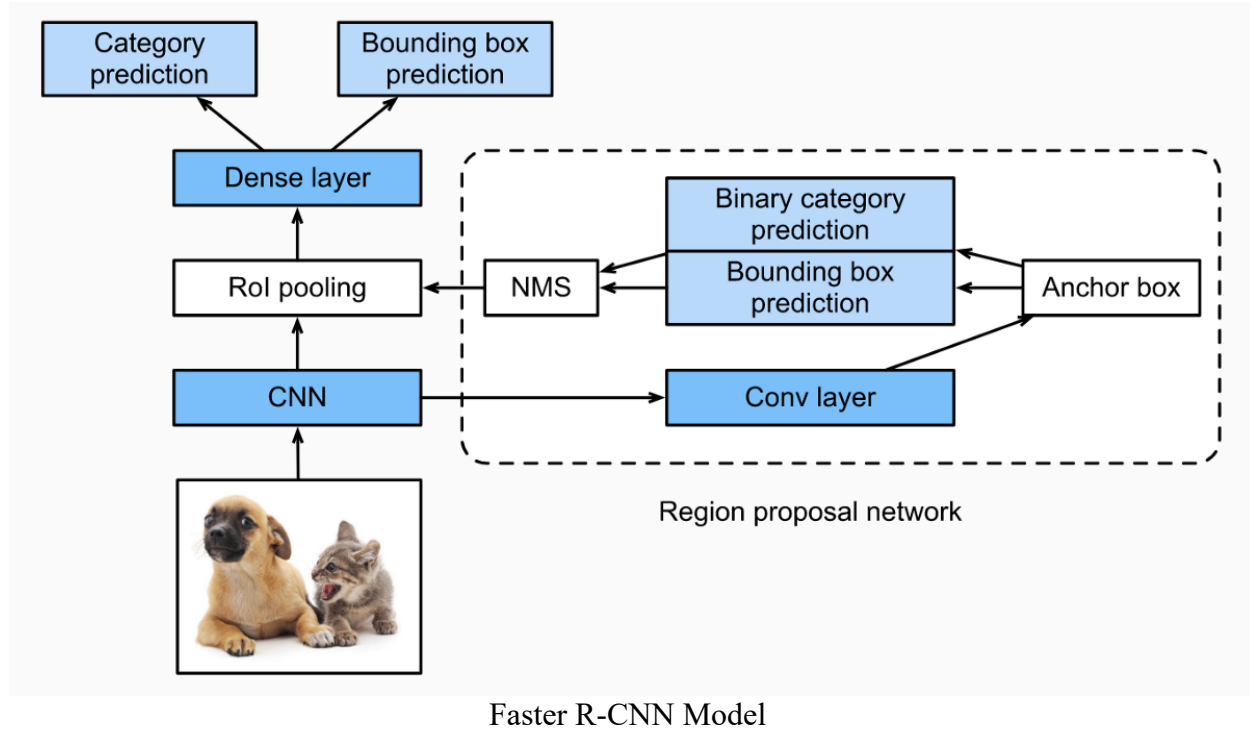 Category
prediction
Bounding box
prediction
Dense layer
Binary category
prediction
RoI pooling
NMS
Bounding box
prediction
Anchor box
CNN
Conv layer
Region proposal network
Faster R-CNN Model